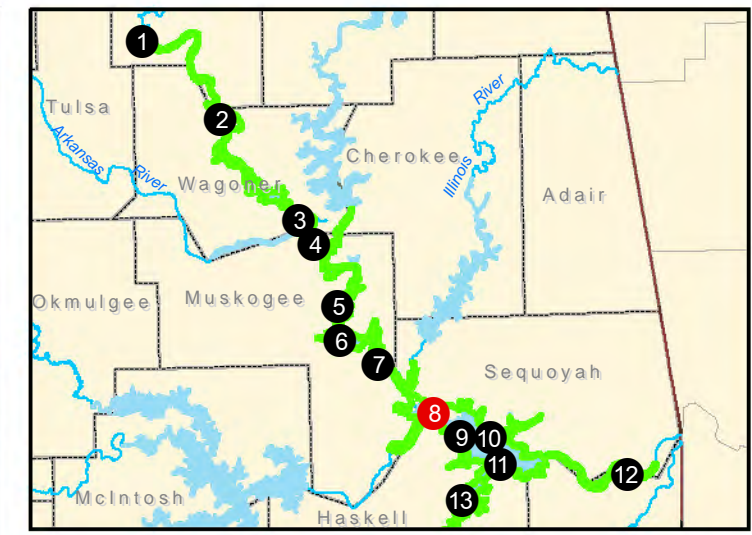 1
2
River
Tulsa
Arkansas
Cherokee
River
Wagoner
Illinois
Adair
3
4
Okmulgee
Muskogee
5
6
7
Sequoyah
8
9
10
11
12
McIntosh
13
Haskell